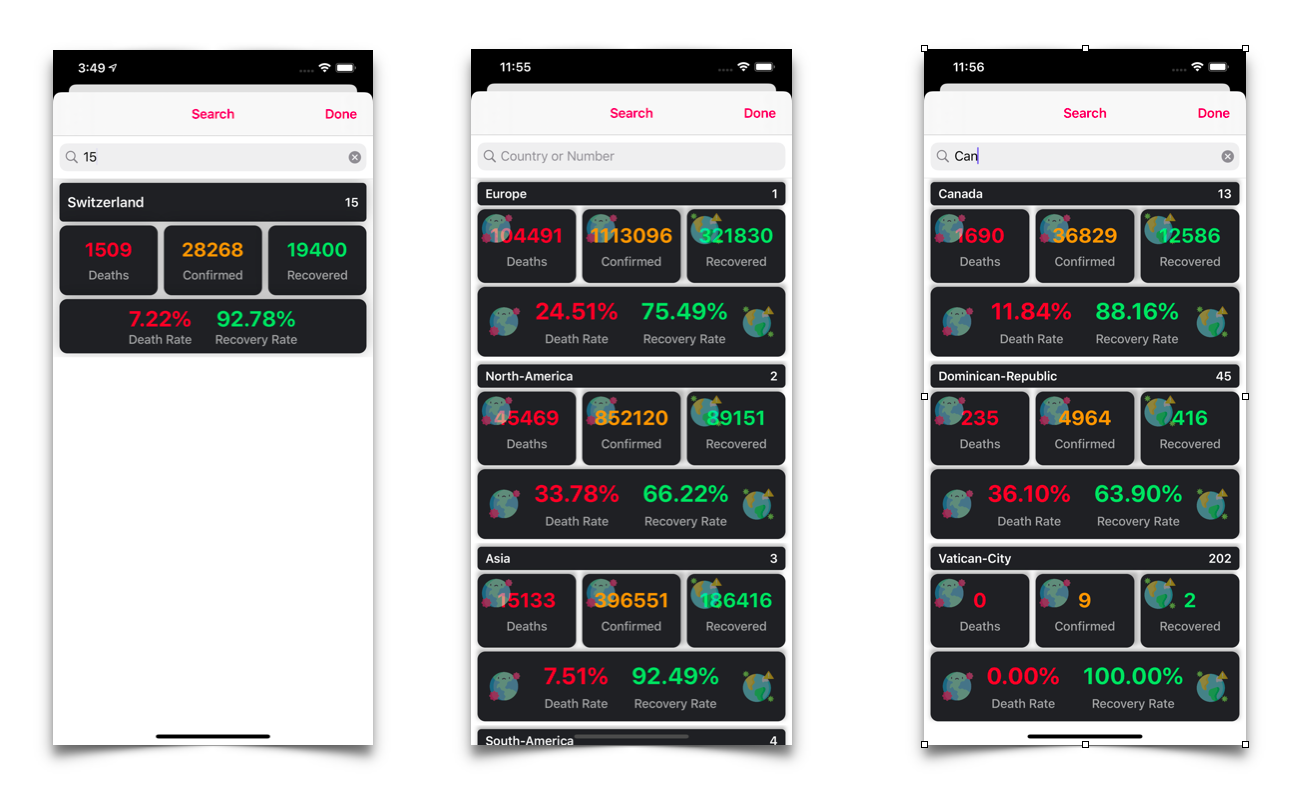 3:49
Search Done
15
Switzerland 15
1509 28268 19400
Deaths Confirmed Recovered
7.22% 92.78%
Death Rate Recovery Rate
11:55
Search Done
Country or Number
Europe 1
104491 1113096 321830
Deaths Confirmed Recovered
24.51% 75.49%
Death Rate Recovery Rate
North-America 2
45469 852120 89151
Deaths Confirmed Recovered
33.78% 66.22%
Death Rate Recovery Rate
Asia 3
15133 396551 186416
Deaths Confirmed Recovered
7.51% 92.49%
Death Rate Recovery Rate
South-America 4
11:56
Search Done
Can
Canada 13
1690 36829 12586
Deaths Confirmed Recovered
11.84% 88.16%
Death Rate Recovery Rate
Dominican-Republic 45
235 4964 416
Deaths Confirmed Recovered
36.10% 63.90%
Death Rate Recovery Rate
Vatican-City 202
0 9 2
Deaths Confirmed Recovered
0.00% 100.00%
Death Rate Recovery Rate